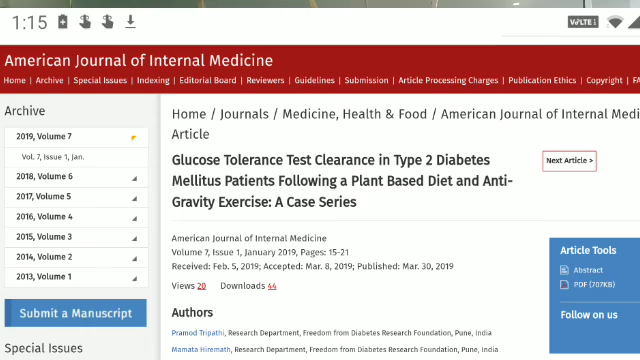 1:15
VoLTE
American Journal of Internal Medicine
Home | Archive | Special Issues | Indexing | Editorial Board | Reviewers | Guidelines | Submission | Article Processing Charges | Publication Ethics | Copyright | FA
Archive
2019, Volume 7
Vol. 7, Issue 1, Jan.
2018, Volume 6
2017, Volume 5
2016, Volume 4
2015, Volume 3
2014, Volume 2
2013, Volume 1
Submit a Manuscript
Special Issues
Home / Journals / Medicine, Health & Food / American Journal of Internal Medi
Article
Glucose Tolerance Test Clearance in Type 2 Diabetes
Mellitus Patients Following a Plant Based Diet and Anti-
Gravity Exercise: A Case Series
Next Article >
American Journal of Internal Medicine
Volume 7, Issue 1, January 2019, Pages: 15-21
Received: Feb. 5, 2019; Accepted: Mar. 8, 2019; Published: Mar. 30, 2019
Views 20 Downloads 44
Authors
Pramod Tripathi, Research Department, Freedom from Diabetes Research Foundation, Pune, India
Mamata Hiremath, Research Department, Freedom from Diabetes Research Foundation, Pune, India
Article Tools
Abstract
PDF (707KB)
Follow on us